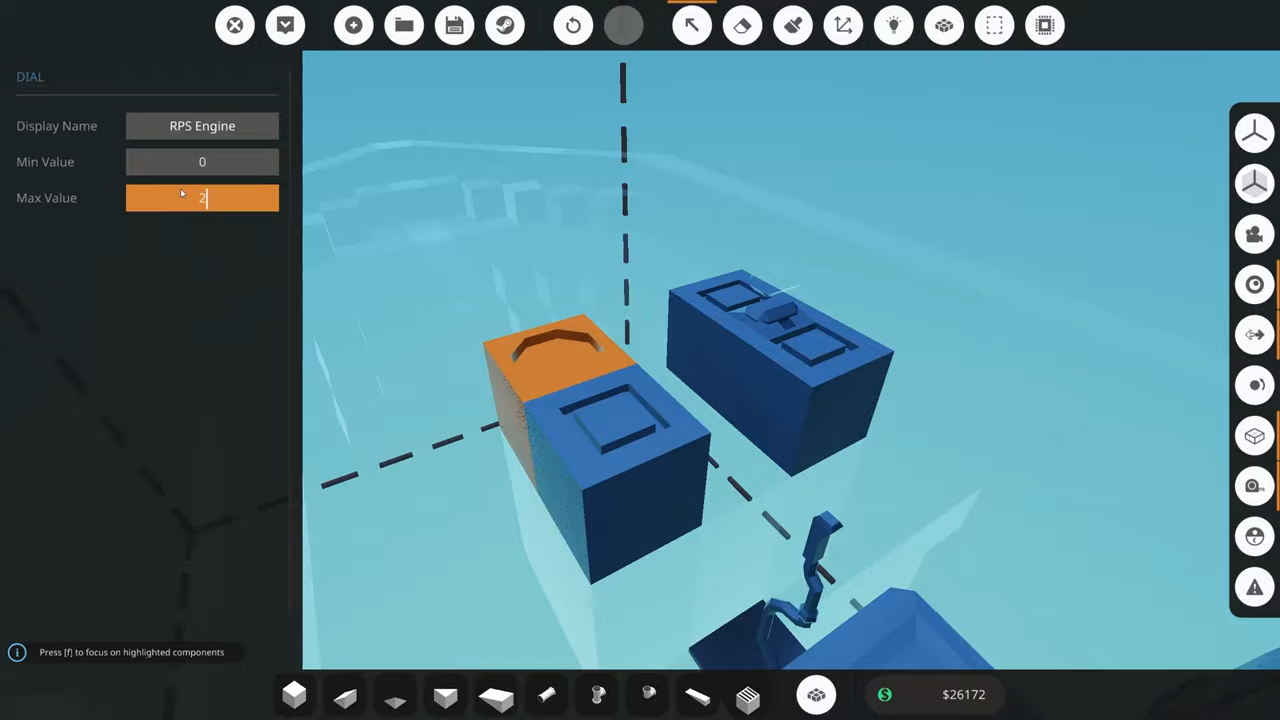 DIAL
Display Name
RPS Engine
Min Value
0
Max Value
2
Press [f] to focus on highlighted components
$
$26172